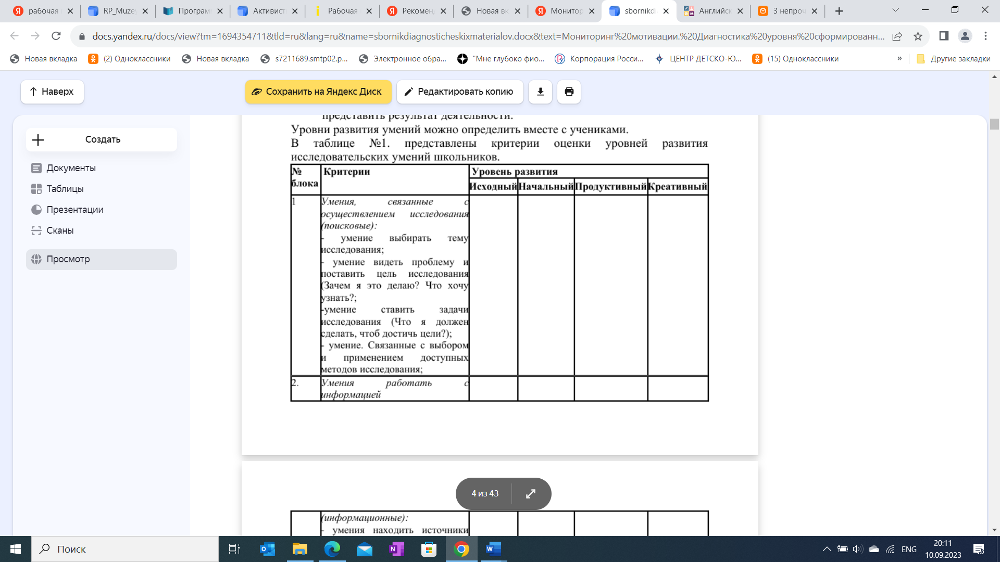 рабочая
RP_Muzey
Програм
Активист
Рабочая
Рекомен
Новая вк
Монитор
sbornikdi
Английск
3 непроч
docs.yandex.ru/docs/view?tm=1694354711&tld=ru&lang=ru&name=sbornikdiagnosticheskixmaterialov.docx&text=Мониторинг%20мотивации.%20Диагностика%20уровня%20сформированн...
Новая вкладка
(2) Одноклассники
Новая вкладка
s7211689.smtp02.p...
Электронное обра...
"Мне глубоко фио...
Корпорация Росси...
ЦЕНТР ДЕТСКО-Ю...
(15) Одноклассники
»
Другие закладки
Наверх
Сохранить на Яндекс Диск
Редактировать копию
Создать
Документы
Таблицы
Презентации
Сканы
Просмотр
представить результат деятельности.
Уровни развития умений можно определить вместе с учениками.
В таблице №1. представлены критерии оценки уровней развития
исследовательских умений школьников.
№ блока
Критерии
Уровень развития
Исходный
Начальный
Продуктивный
Креативный
1
Умения, связанные с
осуществлением исследования
(поисковые):
- умение выбирать тему
исследования;
- умение видеть проблему и
поставить цель исследования
(Зачем я это делаю? Что хочу
узнать?;
-умение ставить задачи
исследования (Что я должен
сделать, чтоб достичь цели?);
- умение. Связанные с выбором
и применением доступных
методов исследования;
2.
Умения работать с
информацией
4 из 43
(информационные):
- умения находить источники
Поиск
ENG
20:11
10.09.2023